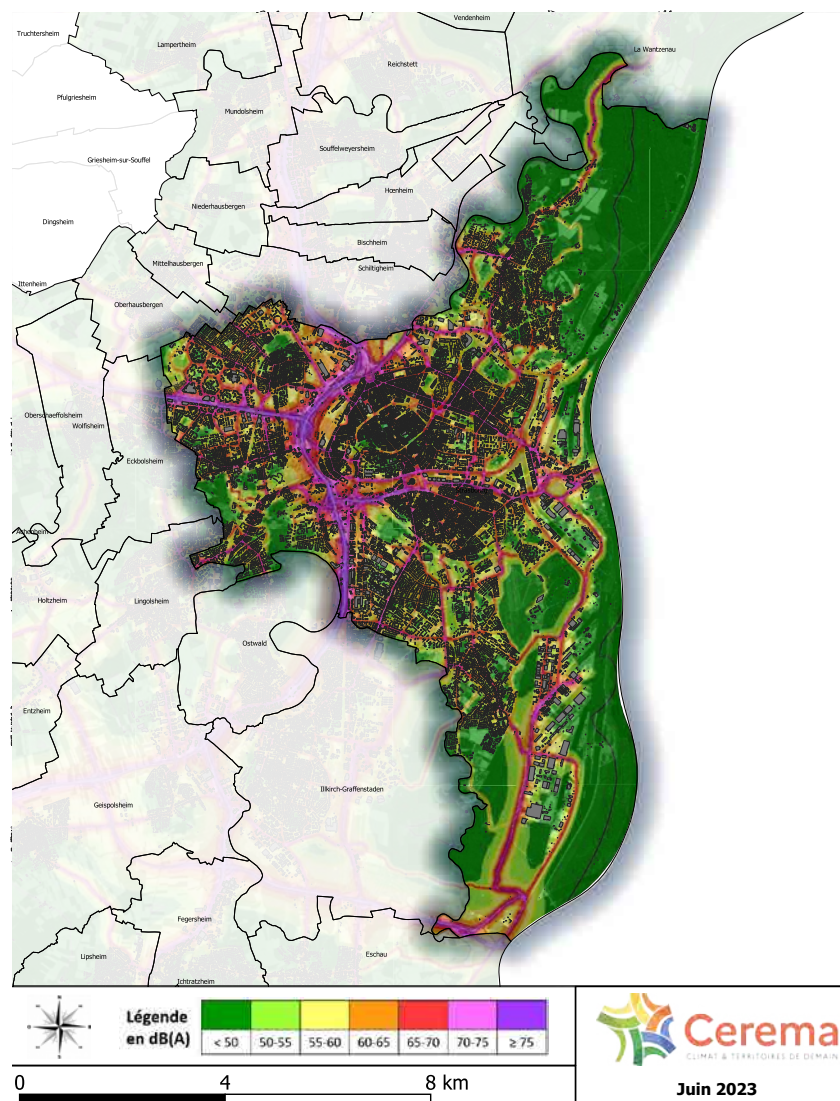 Vendenheim
Truchtersheim
Lampertheim
La Wantzenau
Reichstett
Pfulgriesheim
Mundolsheim
Souffelweyersheim
Griesheim-sur-Souffel
Hœnheim
Niederhausbergen
Dingsheim
Bischheim
Mittelhausbergen
Schiltigheim
Ittenheim
Oberhausbergen
Oberschaeffolsheim
Wolfisheim
Eckbolsheim
Holtzheim
Lingolsheim
Ostwald
Entzheim
Illkirch-Graffenstaden
Geispolsheim
Fegersheim
Eschau
Lipsheim
Ichtratzheim
Légende
en dB(A)
< 50 50-55 55-60 60-65 65-70 70-75 ≥ 75
Cerema
CLIMAT & TERRITOIRES DE DEMAIN
0 4 8 km
Juin 2023